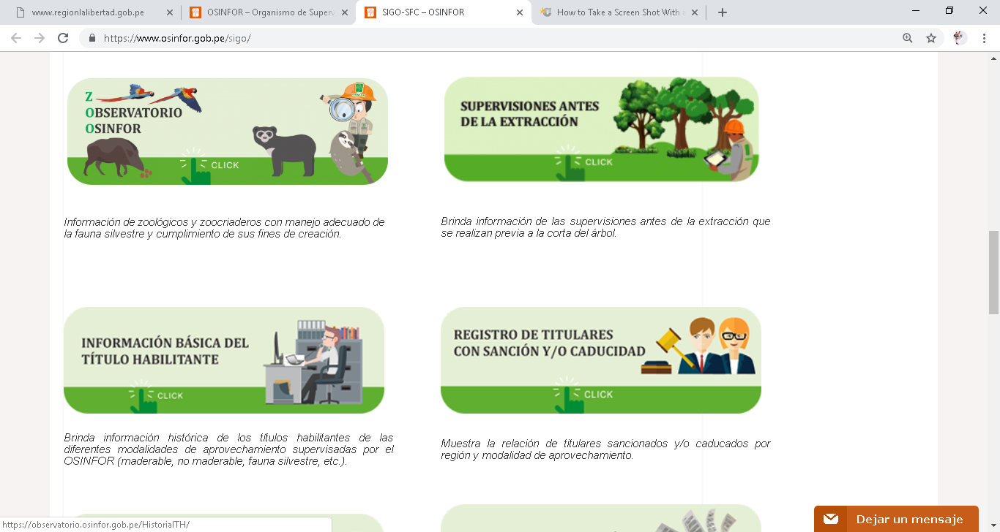 www.regionlalibertad.gob.pe
OSINFOR – Organismo de Superv
SIGO-SFC – OSINFOR
How to Take a Screen Shot With
https://www.osinfor.gob.pe/sigo/
Z
OBSERVATORIO
OSINFOR
CLICK
SUPERVISIONES ANTES
DE LA EXTRACCIÓN
CLICK
Información de zoológicos y zoocriaderos con manejo adecuado de
la fauna silvestre y cumplimiento de sus fines de creación.
Brinda información de las supervisiones antes de la extracción que
se realizan previa a la corta del árbol.
INFORMACIÓN BÁSICA DEL
TÍTULO HABILITANTE
CLICK
REGISTRO DE TITULARES
CON SANCIÓN Y/O CADUCIDAD
CLICK
Brinda información histórica de los títulos habilitantes de las
diferentes modalidades de aprovechamiento supervisadas por el
OSINFOR (maderable, no maderable, fauna silvestre, etc.).
Muestra la relación de titulares sancionados y/o caducados por
región y modalidad de aprovechamiento.
https://observatorio.osinfor.gob.pe/HistorialTH/
Dejar un mensaje